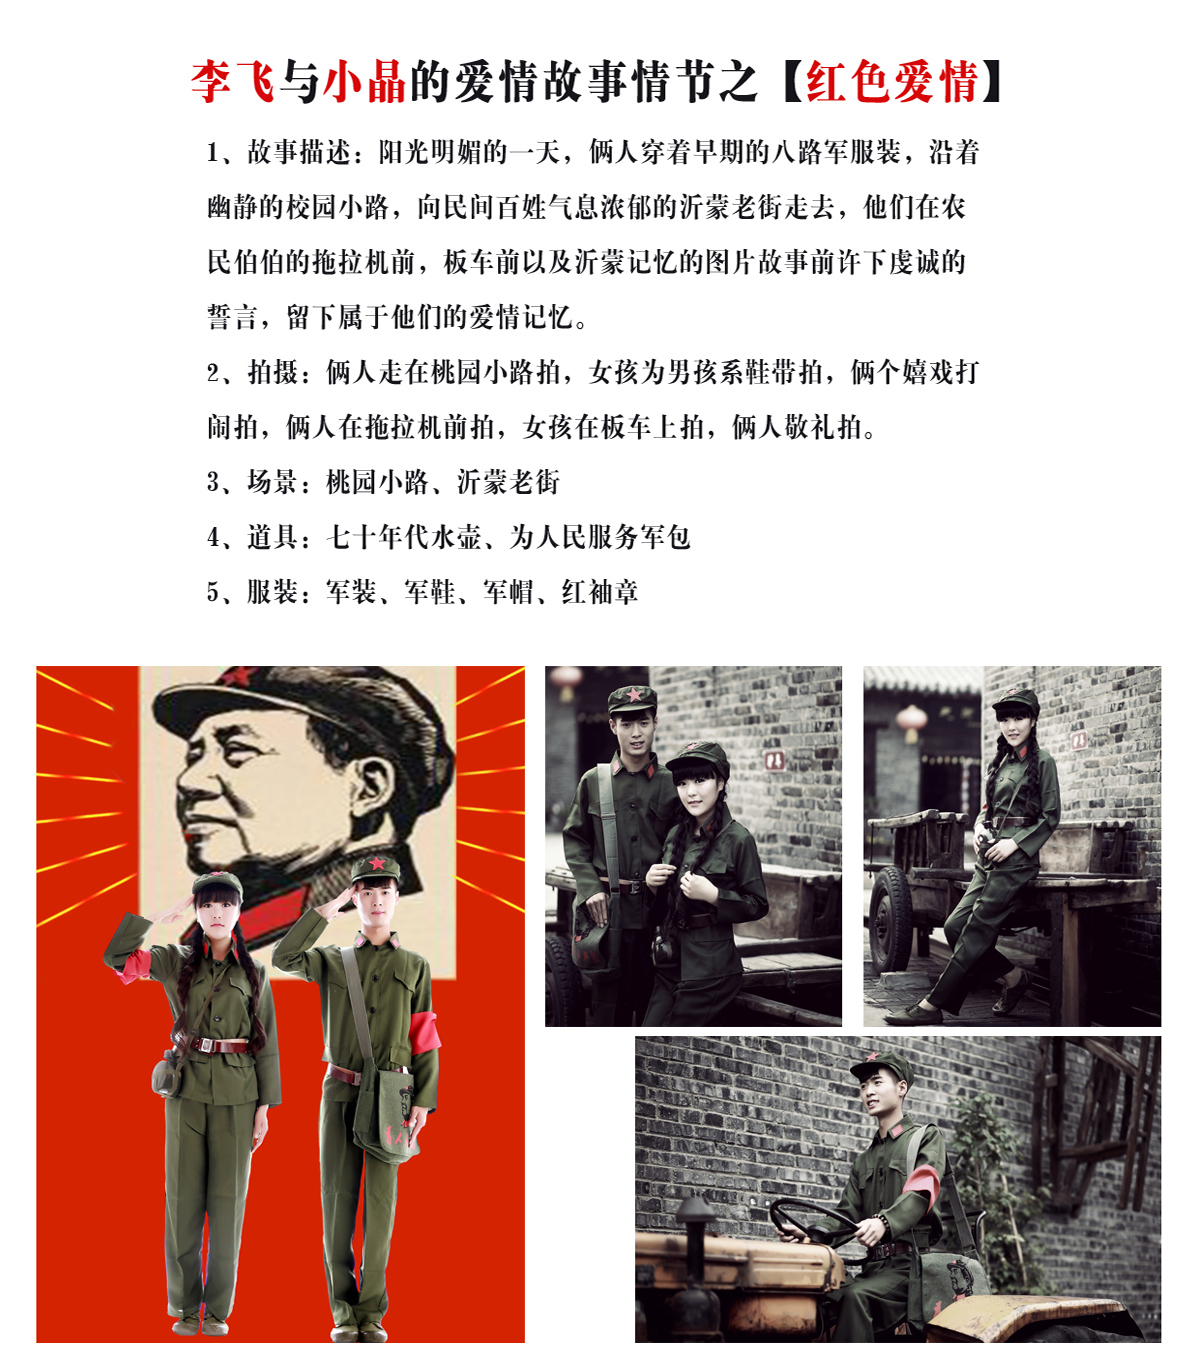 李飞与小晶的爱情故事情节之【红色爱情】
1、故事描述：阳光明媚的一天，俩人穿着早期的八路军服装，沿着
幽静的校园小路，向民间百姓气息浓郁的沂蒙老街走去，他们在农
民伯伯的拖拉机前，板车前以及沂蒙记忆的图片故事前许下虔诚的
誓言，留下属于他们的爱情记忆。
2、拍摄：俩人走在桃园小路拍，女孩为男孩系鞋带拍，俩个嬉戏打
闹拍，俩人在拖拉机前拍，女孩在板车上拍，俩人敬礼拍。
3、场景：桃园小路、沂蒙老街
4、道具：七十年代水壶、为人民服务军包
5、服装：军装、军鞋、军帽、红袖章